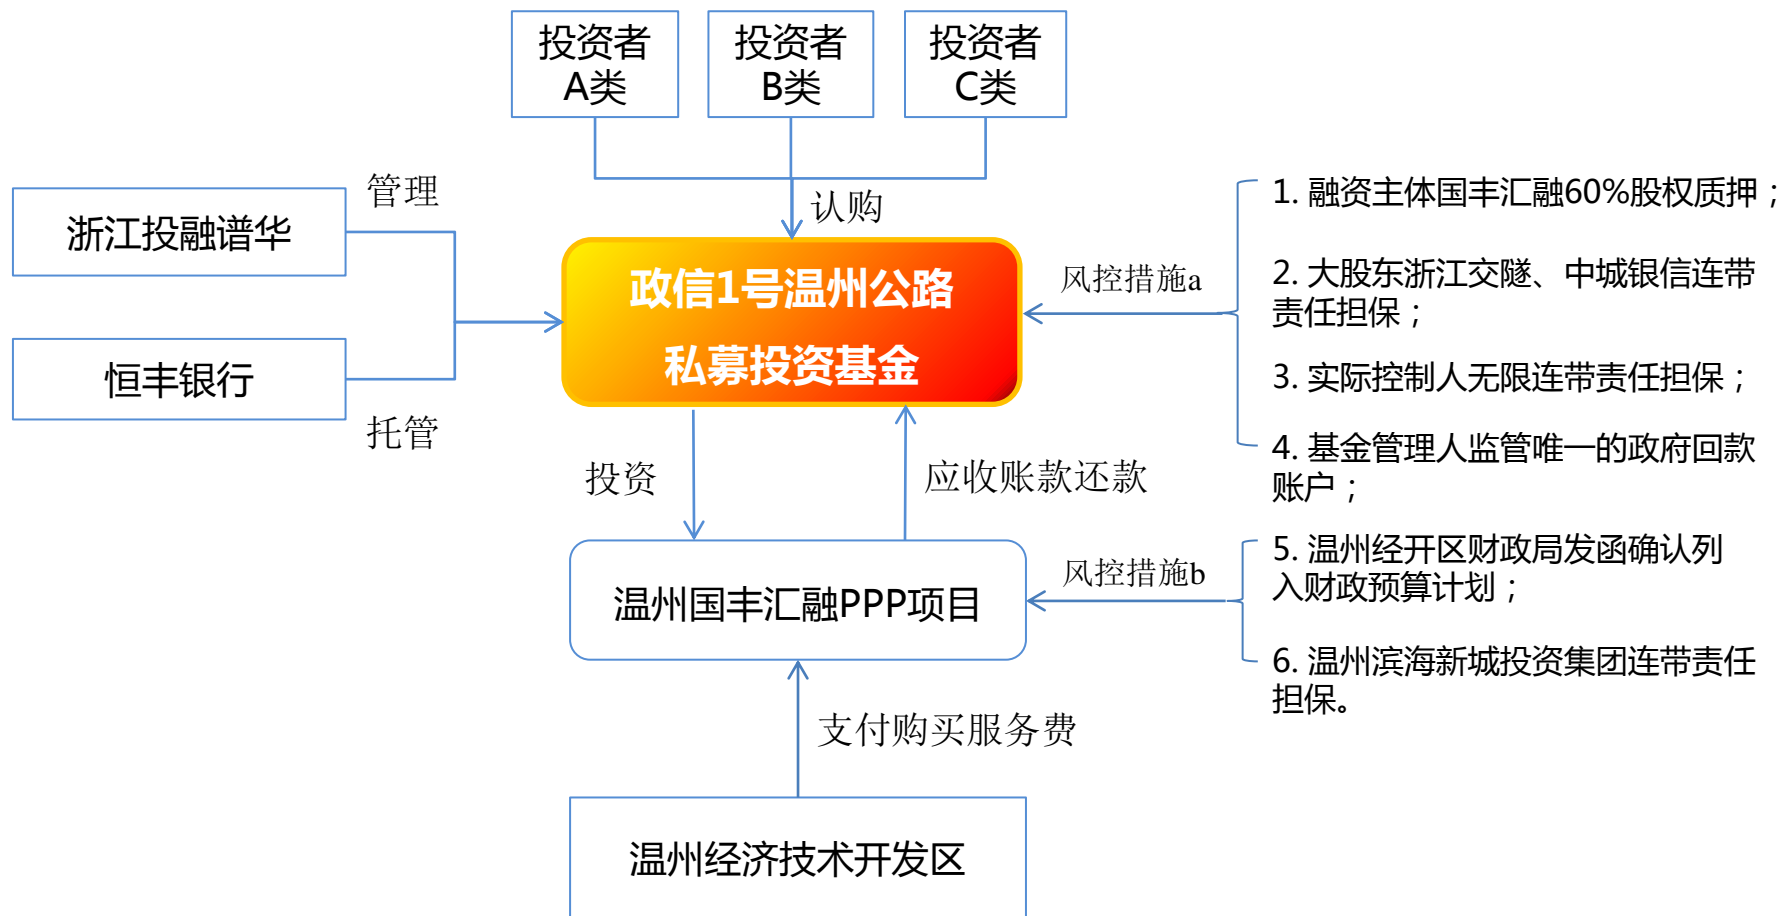 投资者
A类
投资者
B类
投资者
C类
管理
认购
浙江投融谱华
恒丰银行
托管
政信1号温州公路
私募投资基金
风控措施a
1. 融资主体国丰汇融60%股权质押；
2. 大股东浙江交隧、中城银信连带
责任担保；
3. 实际控制人无限连带责任担保；
4. 基金管理人监管唯一的政府回款
账户；
投资
应收账款还款
温州国丰汇融PPP项目
风控措施b
5. 温州经开区财政局发函确认列
入财政预算计划；
6. 温州滨海新城投资集团连带责任
担保。
支付购买服务费
温州经济技术开发区